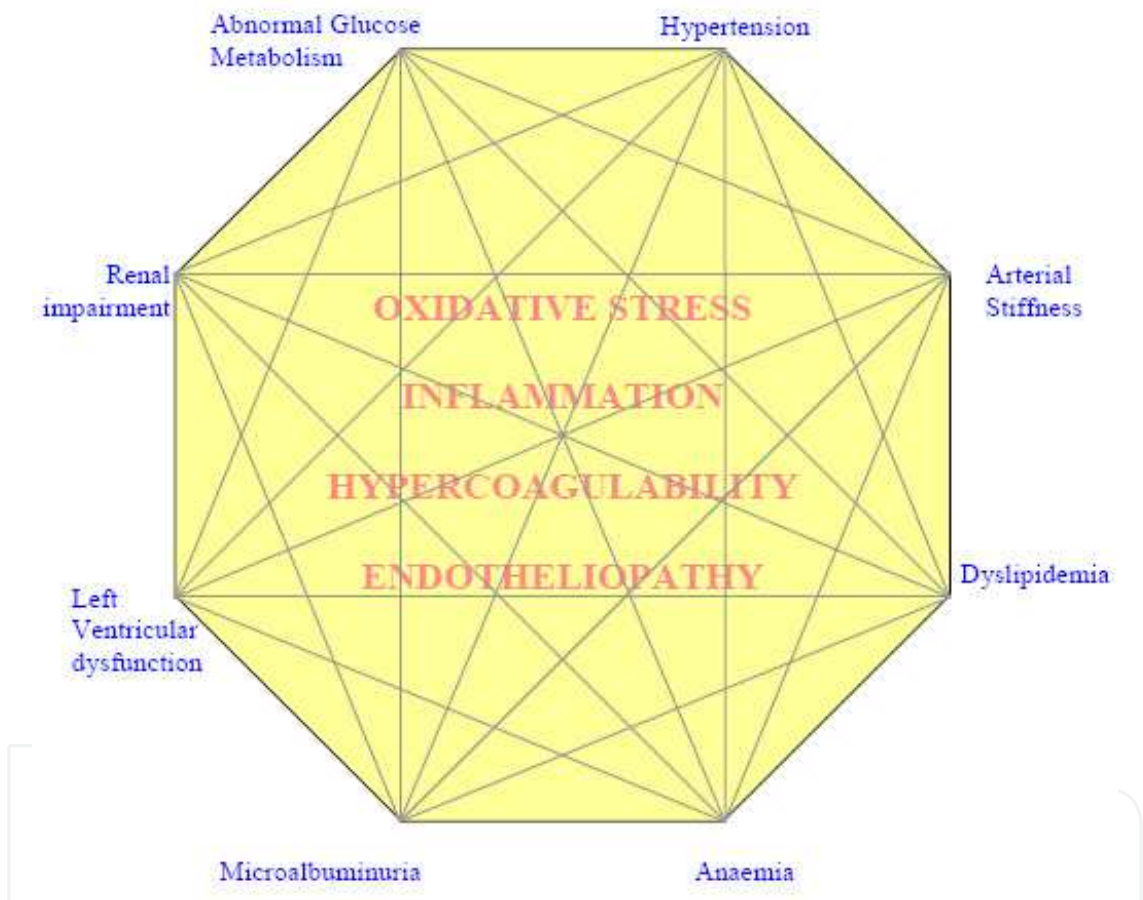 Abnormal Glucose
Metabolism
Hypertension
Renal
impairment
Arterial
Stiffness
OXIDATIVE STRESS
INFLAMMATION
HYPERCOAGULABILITY
ENDOTHELIOPATHY
Left
Ventricular
dysfunction
Dyslipidemia
Microalbuminuria
Anaemia